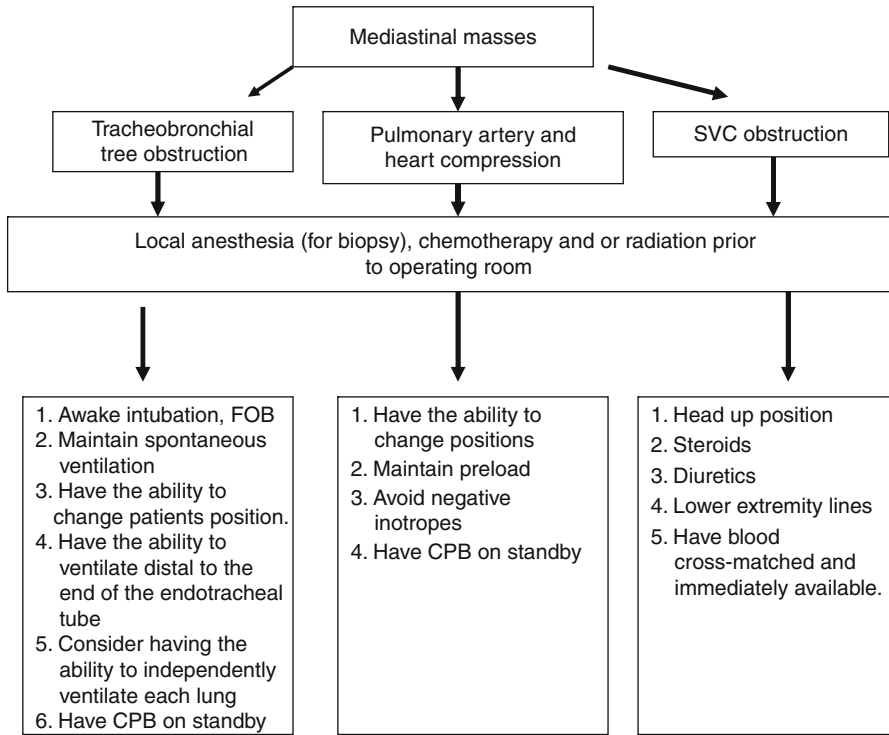 Mediastinal masses
Tracheobronchial
tree obstruction
Pulmonary artery and
heart compression
SVC obstruction
Local anesthesia (for biopsy), chemotherapy and or radiation prior
to operating room
1. Awake intubation, FOB
2. Maintain spontaneous
ventilation
3. Have the ability to
change patients position.
4. Have the ability to
ventilate distal to the
end of the endotracheal
tube
5. Consider having the
ability to independently
ventilate each lung
6. Have CPB on standby
1. Have the ability to
change positions
2. Maintain preload
3. Avoid negative
inotropes
4. Have CPB on standby
1. Head up position
2. Steroids
3. Diuretics
4. Lower extremity lines
5. Have blood
cross-matched and
immediately available.